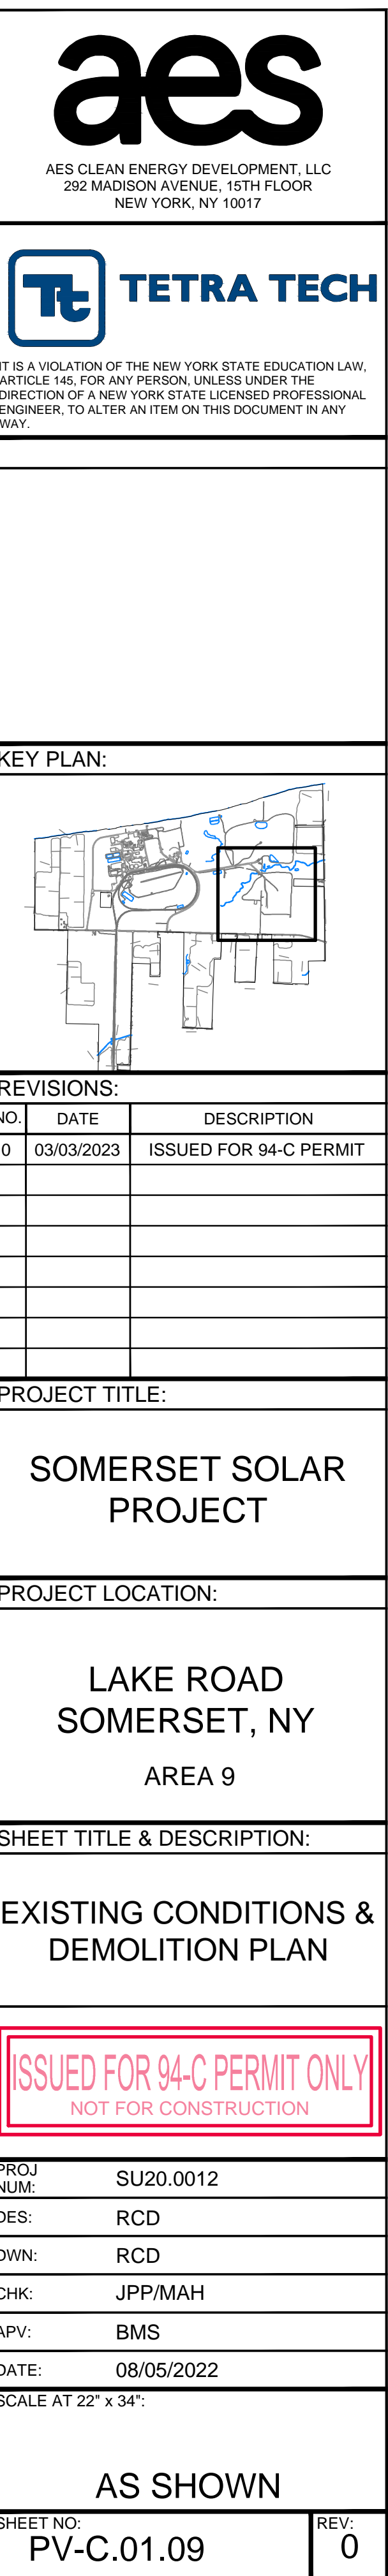 aes
AES CLEAN ENERGY DEVELOPMENT, LLC
292 MADISON AVENUE, 15TH FLOOR
NEW YORK, NY 10017
Tt TETRA TECH
IT IS A VIOLATION OF THE NEW YORK STATE EDUCATION LAW,
ARTICLE 145, FOR ANY PERSON, UNLESS UNDER THE
DIRECTION OF A NEW YORK STATE LICENSED PROFESSIONAL
ENGINEER, TO ALTER AN ITEM ON THIS DOCUMENT IN ANY
WAY.
KEY PLAN:
REVISIONS:
NO. DATE DESCRIPTION
0 03/03/2023 ISSUED FOR 94-C PERMIT
PROJECT TITLE:
SOMERSET SOLAR
PROJECT
PROJECT LOCATION:
LAKE ROAD
SOMERSET, NY
AREA 9
SHEET TITLE & DESCRIPTION:
EXISTING CONDITIONS &
DEMOLITION PLAN
ISSUED FOR 94-C PERMIT ONLY
NOT FOR CONSTRUCTION
PROJ
NUM: SU20.0012
DES: RCD
DWN: RCD
CHK: JPP/MAH
APV: BMS
DATE: 08/05/2022
SCALE AT 22" x 34":
AS SHOWN
SHEET NO: REV:
PV-C.01.09 0